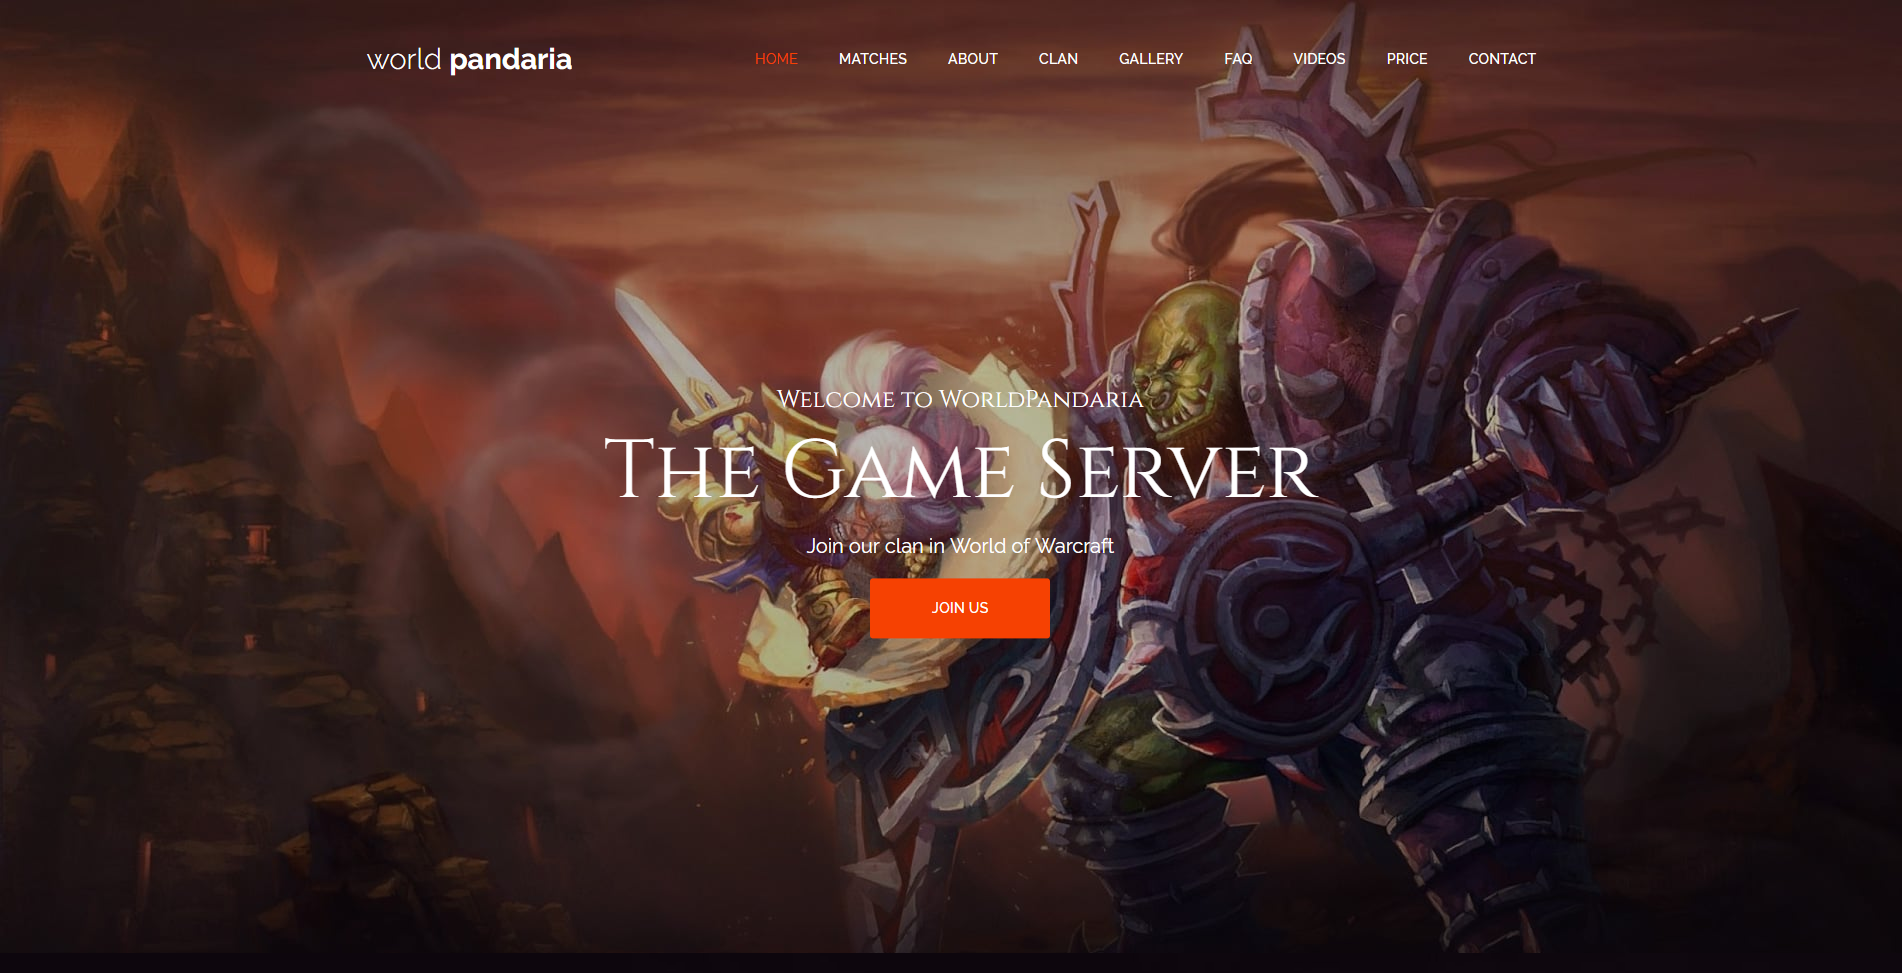 world pandaria
HOME MATCHES ABOUT CLAN GALLERY FAQ VIDEOS PRICE CONTACT
Welcome to WorldPandaria
The Game Server
Join our clan in World of Warcraft
JOIN US